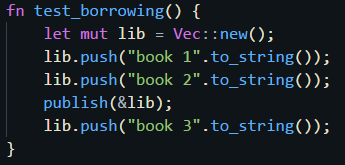 fn test_borrowing() {
    let mut lib = Vec::new();
    lib.push("book 1".to_string());
    lib.push("book 2".to_string());
    publish(&lib);
    lib.push("book 3".to_string());
}